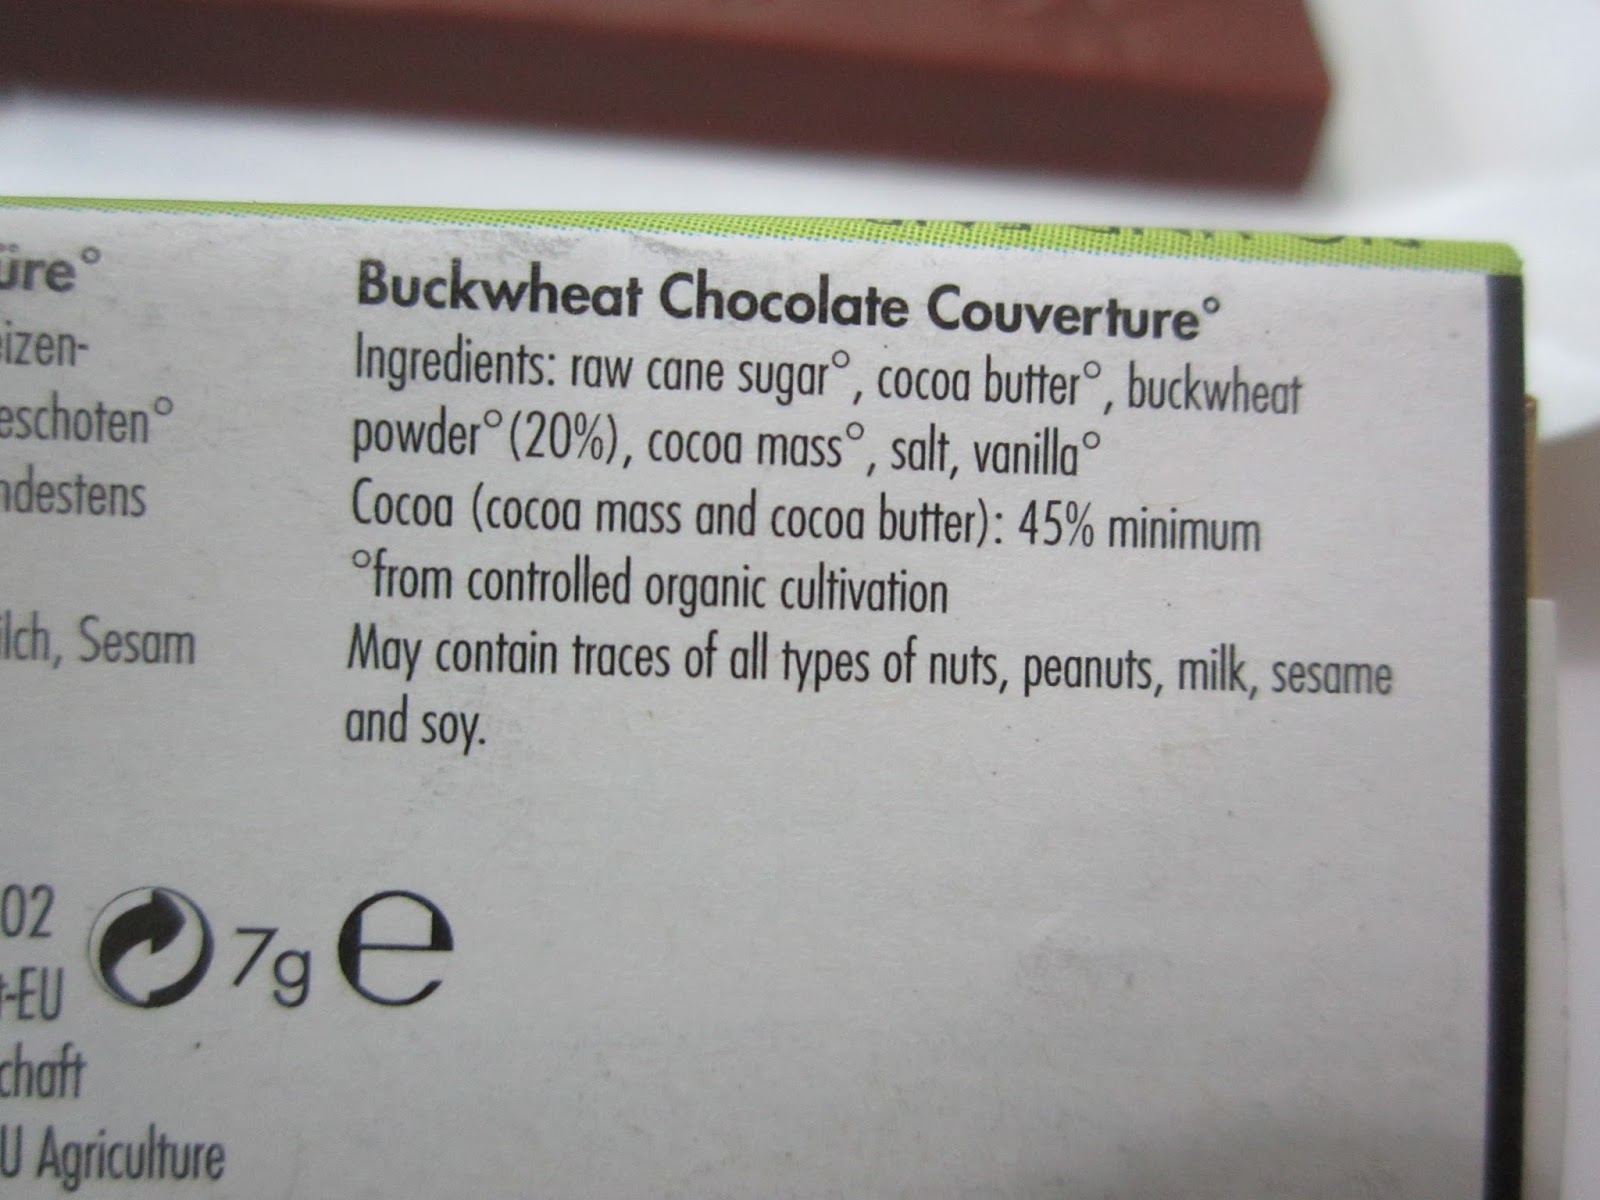 Buckwheat Chocolate Couverture°
Ingredients: raw cane sugar°, cocoa butter°, buckwheat
powder° (20%), cocoa mass°, salt, vanilla°
Cocoa (cocoa mass and cocoa butter): 45% minimum
°from controlled organic cultivation
May contain traces of all types of nuts, peanuts, milk, sesame
and soy.
üre°
izen-
eschoten°
ndestens
ilch, Sesam
02
-EU
chaft
U Agriculture
7g e